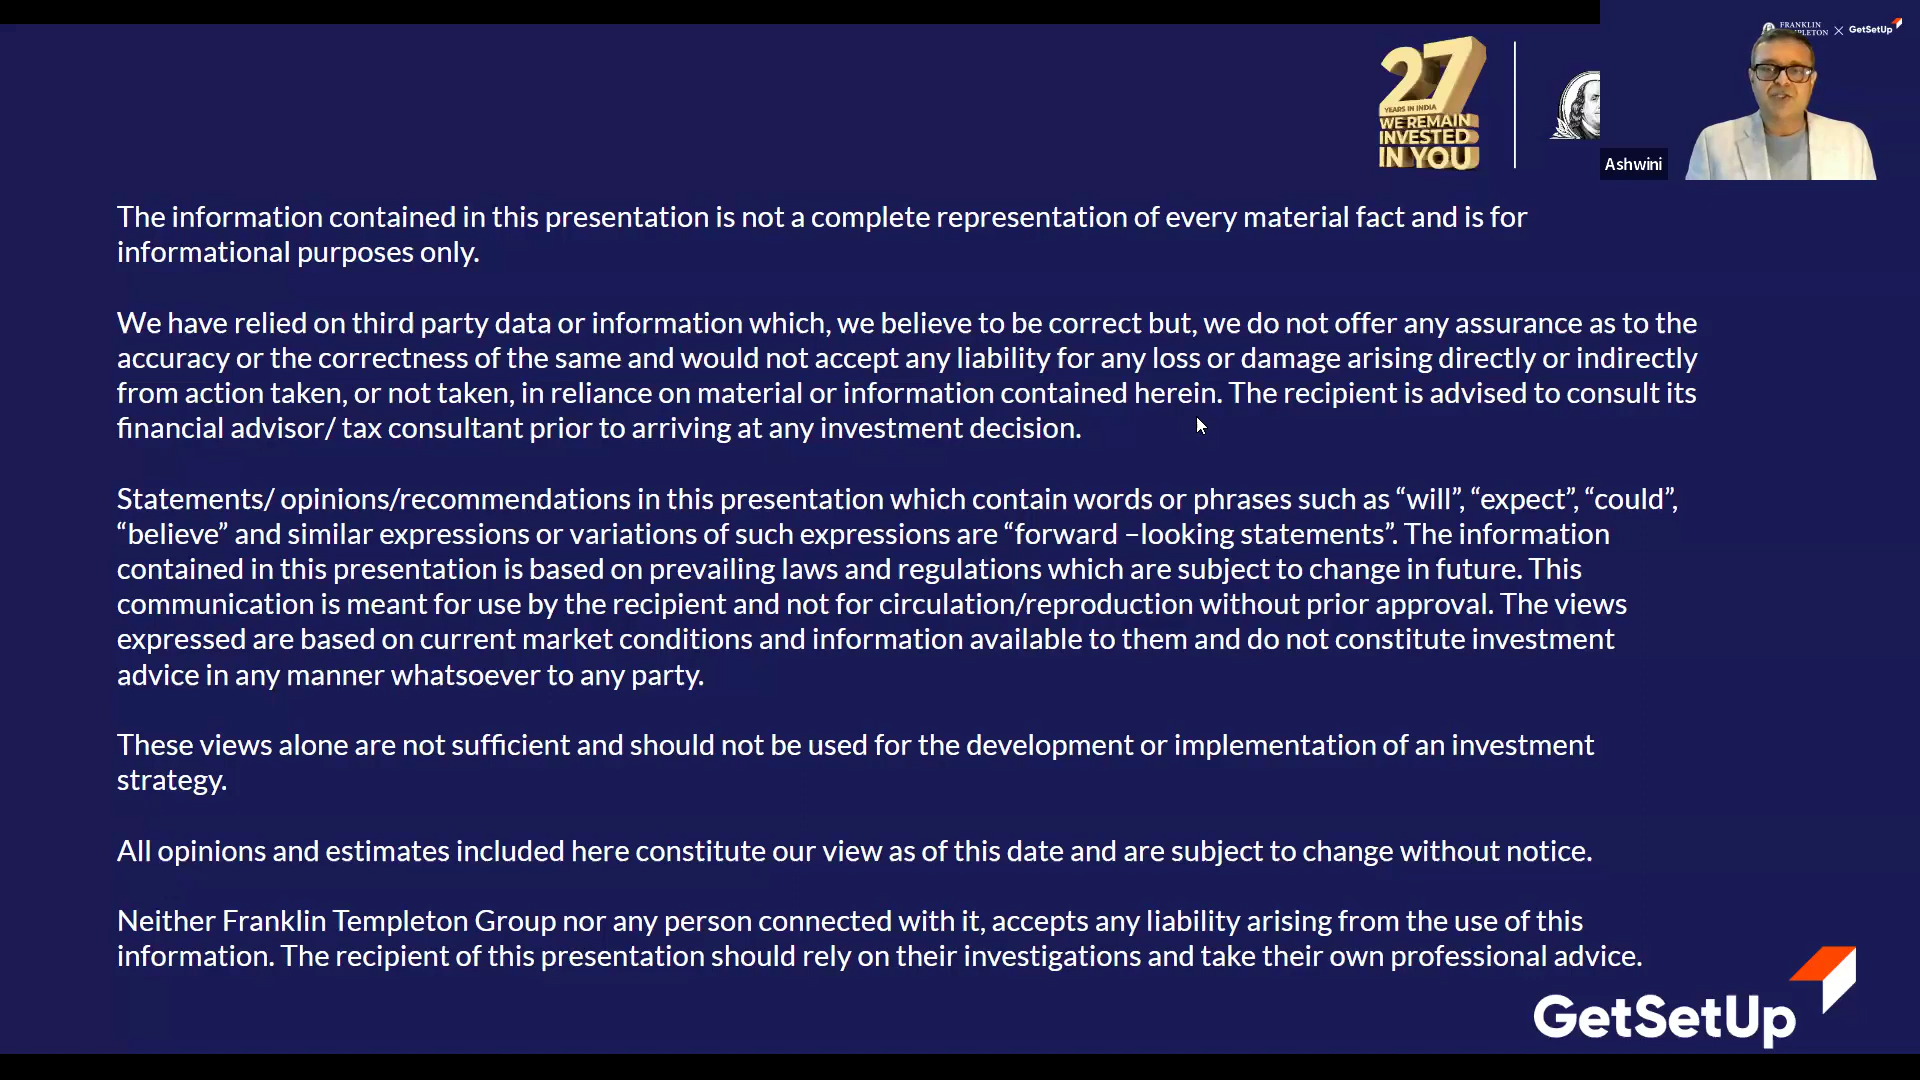 FRANKLIN
GetSetUp
27
YEARS IN INDIA
WE REMAIN
INVESTED
IN YOU
Ashwini
The information contained in this presentation is not a complete representation of every material fact and is for
informational purposes only.
We have relied on third party data or information which, we believe to be correct but, we do not offer any assurance as to the
accuracy or the correctness of the same and would not accept any liability for any loss or damage arising directly or indirectly
from action taken, or not taken, in reliance on material or information contained herein. The recipient is advised to consult its
financial advisor/ tax consultant prior to arriving at any investment decision.
Statements/ opinions/recommendations in this presentation which contain words or phrases such as “will”, “expect”, “could”,
“believe” and similar expressions or variations of such expressions are “forward –looking statements”. The information
contained in this presentation is based on prevailing laws and regulations which are subject to change in future. This
communication is meant for use by the recipient and not for circulation/reproduction without prior approval. The views
expressed are based on current market conditions and information available to them and do not constitute investment
advice in any manner whatsoever to any party.
These views alone are not sufficient and should not be used for the development or implementation of an investment
strategy.
All opinions and estimates included here constitute our view as of this date and are subject to change without notice.
Neither Franklin Templeton Group nor any person connected with it, accepts any liability arising from the use of this
information. The recipient of this presentation should rely on their investigations and take their own professional advice.
GetSetUp